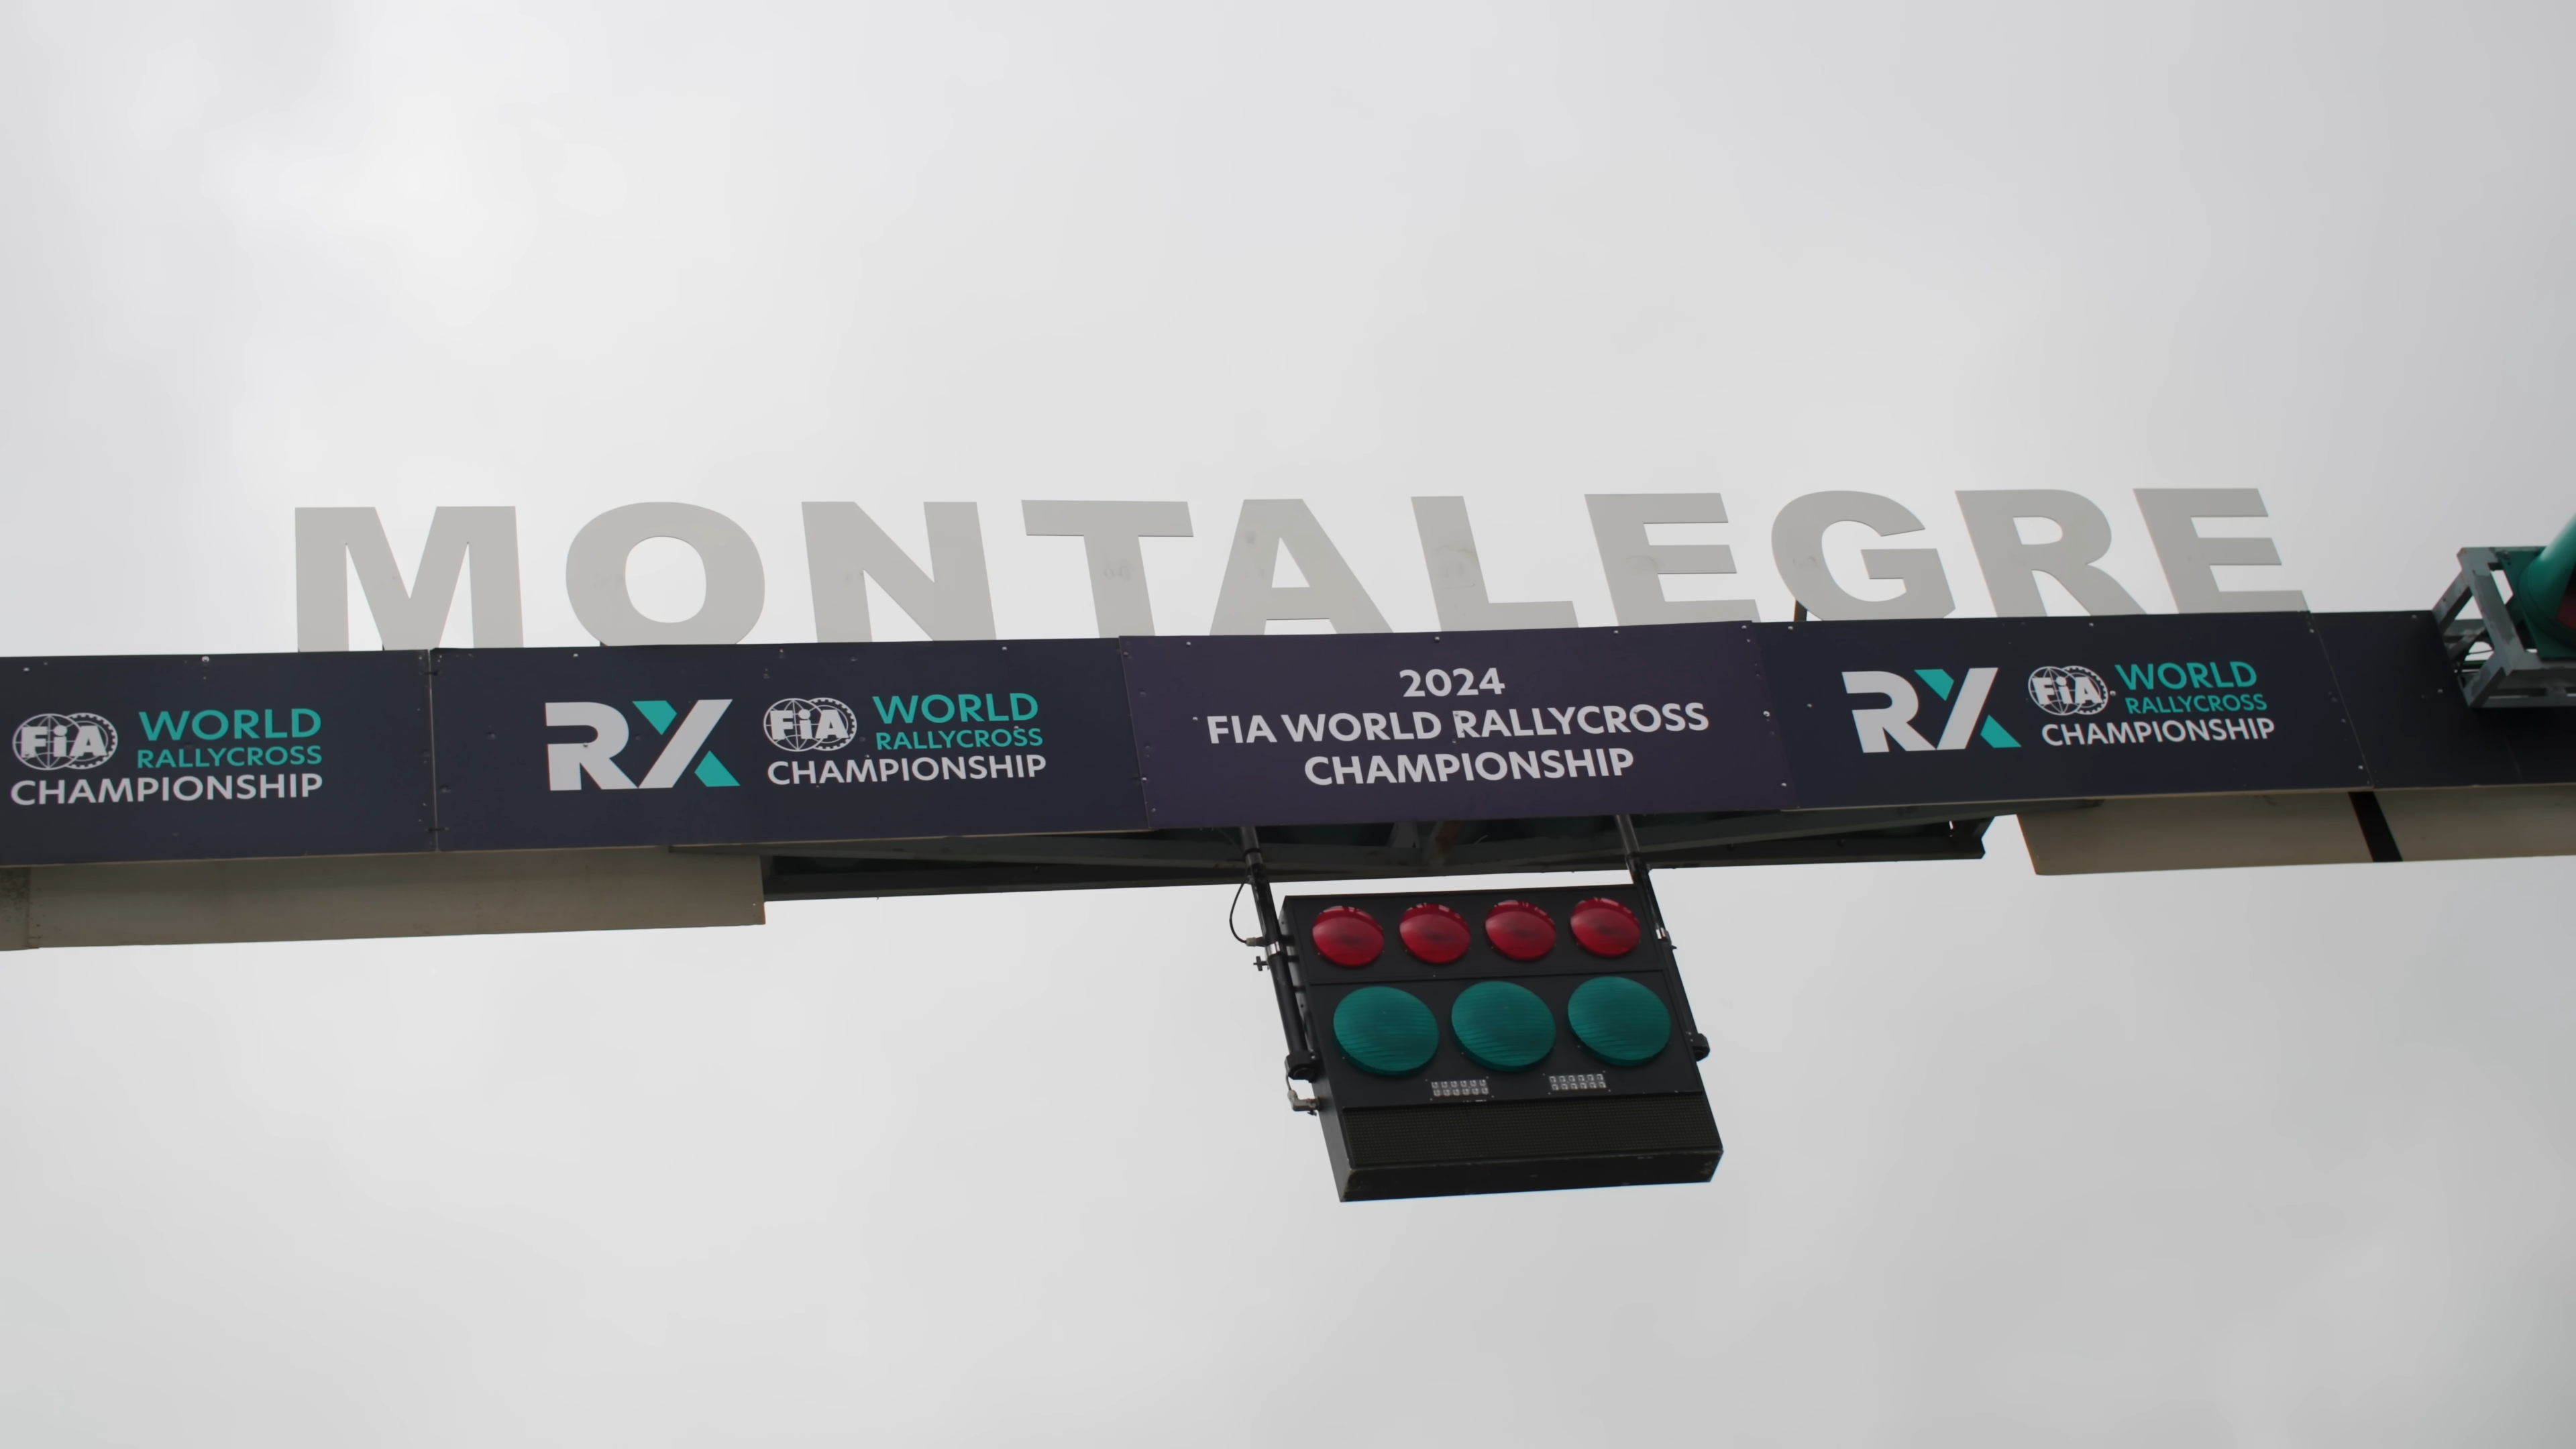 MONTALEGRE
FIA WORLD
RALLYCROSS
CHAMPIONSHIP
RX FIA WORLD
RALLYCROSS
CHAMPIONSHIP
2024
FIA WORLD RALLYCROSS
CHAMPIONSHIP
RX FIA WORLD
RALLYCROSS
CHAMPIONSHIP